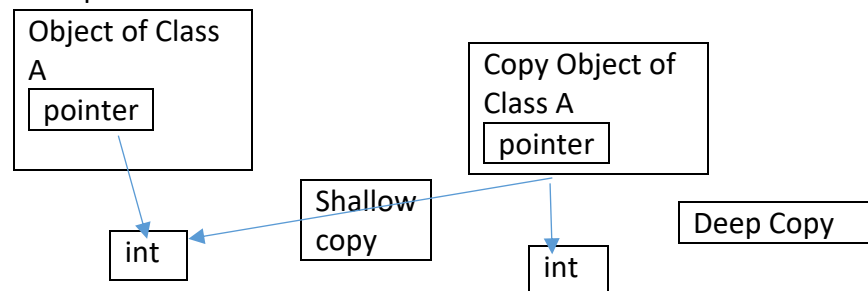 Object of Class
A
pointer
Copy Object of
Class A
pointer
Shallow
copy
Deep Copy
int
int